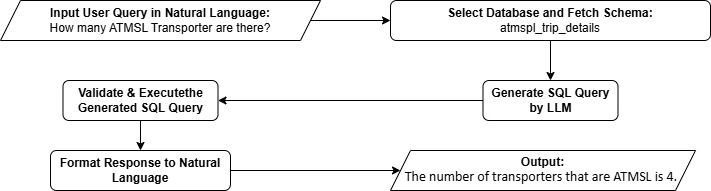 Input User Query in Natural Language:
How many ATMSL Transporter are there?
Select Database and Fetch Schema:
atmspl_trip_details
Generate SQL Query
by LLM
Validate & Executethe
Generated SQL Query
Format Response to Natural
Language
Output:
The number of transporters that are ATMSL is 4.